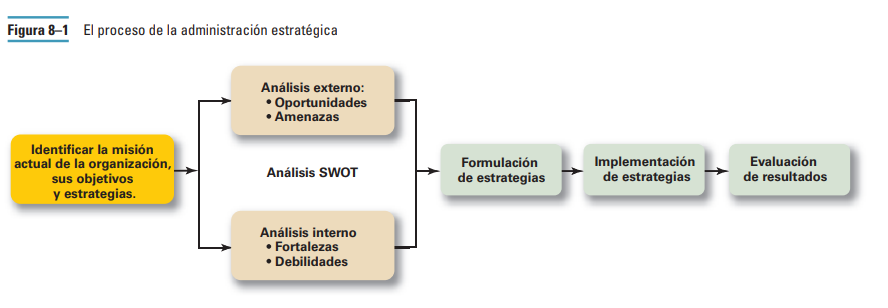 Figura 8–1 El proceso de la administración estratégica
Identificar la misión
actual de la organización,
sus objetivos
y estrategias.
Análisis externo:
• Oportunidades
• Amenazas
Análisis SWOT
Análisis interno
• Fortalezas
• Debilidades
Formulación
de estrategias
Implementación
de estrategias
Evaluación
de resultados